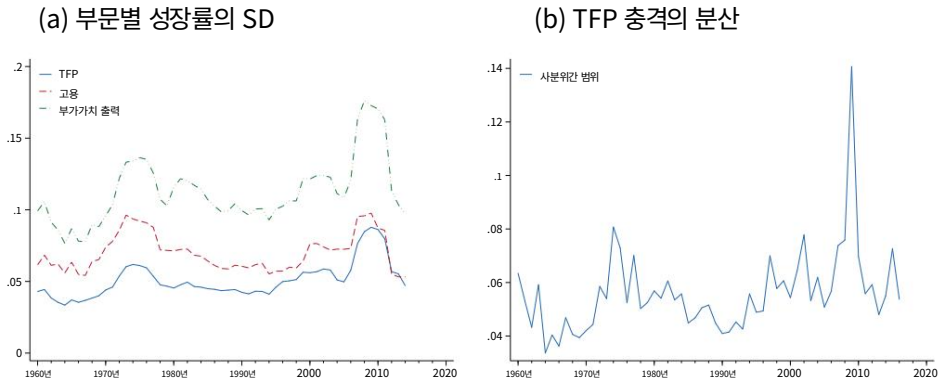 (a) 부문별 성장률의 SD
.2
.15
.1
.05
0
TFP
고용
부가가치 출력
1960년
1970년
1980년
1990년
2000
2010
2020
(b) TFP 충격의 분산
.14
.12
.1
.08
.06
.04
사분위간 범위
1960년
1970년
1980년
1990년
2000
2010
2020